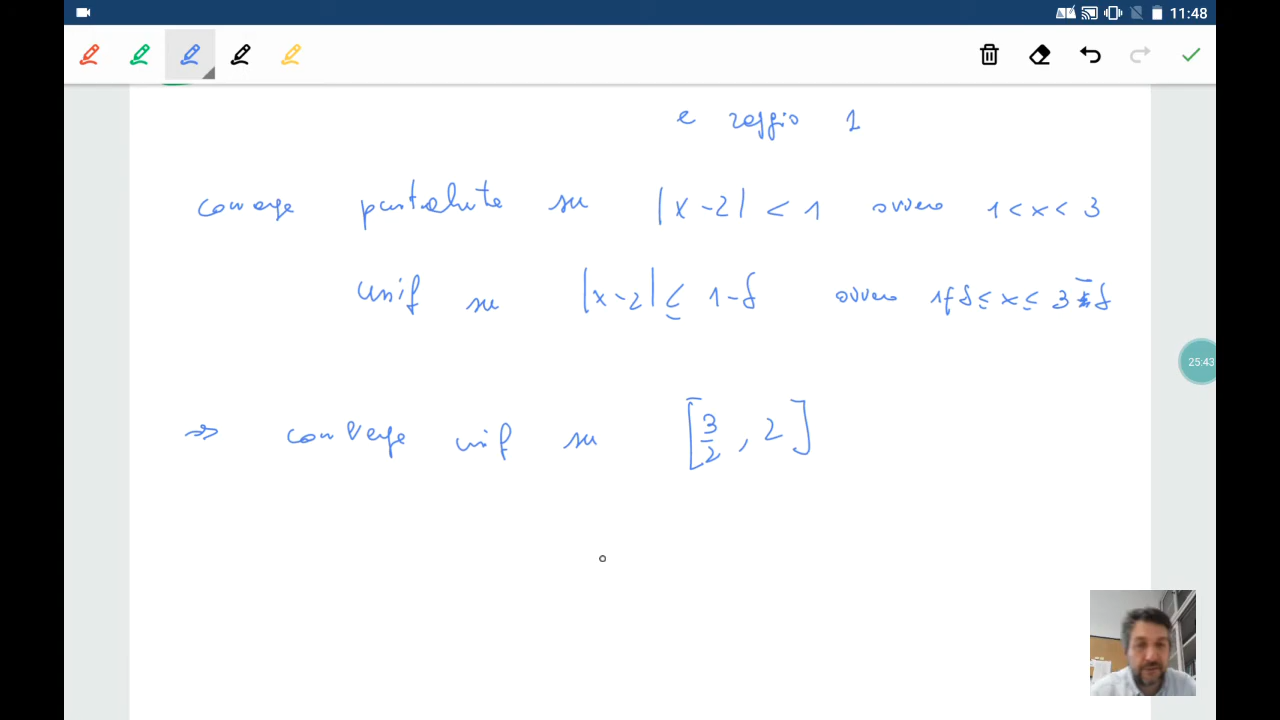 11:48
e raggio 1
converge puntualmente su |x-2| < 1 ovvero 1 < x < 3
25:43
unif su |x-2| ≤ 1-δ ovvero 1+δ ≤ x ≤ 3-δ
⇒ converge unif su [3/2, 2]